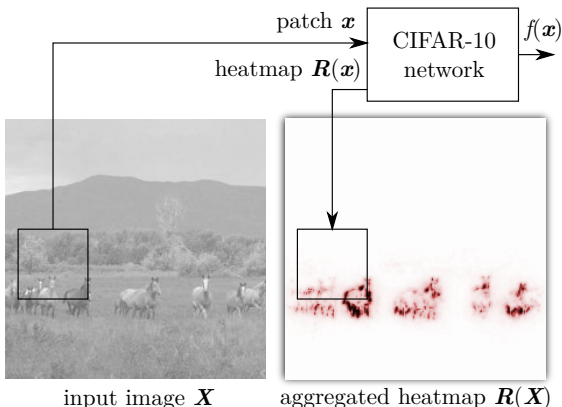 patch x
heatmap R(x)
CIFAR-10
network
f(x)
input image X
aggregated heatmap R(X)